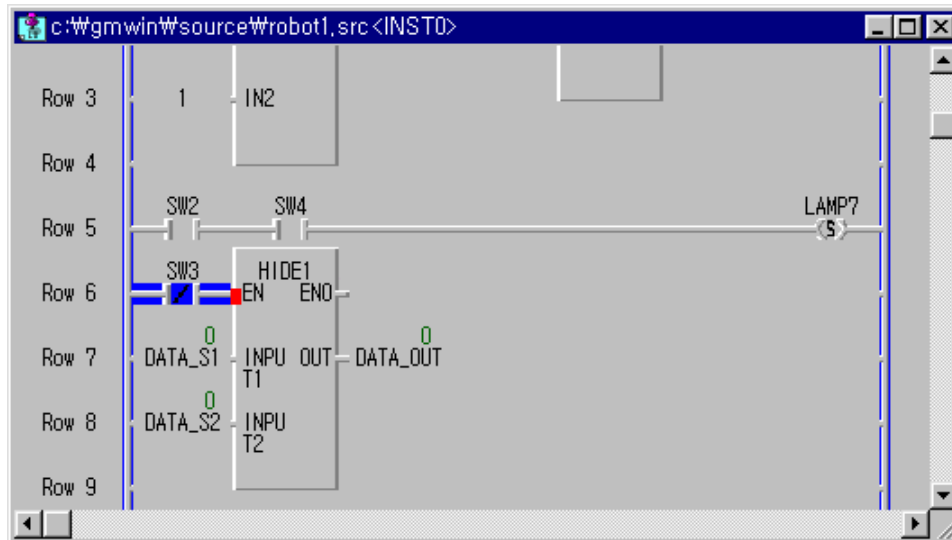 c:₩gmwin₩source₩robot1.src<INST0>
Row 3 1 IN2
Row 4
SW2 SW4 LAMP7
Row 5 S
SW3 HIDE1
Row 6 EN ENO
0 0
Row 7 DATA_S1 INPU OUT DATA_OUT
T1
0
Row 8 DATA_S2 INPU
T2
Row 9